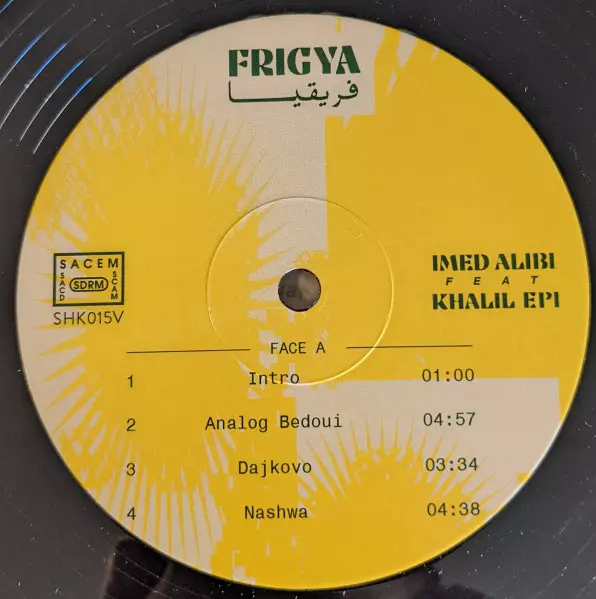 FRIGYA
فريقيا
IMED ALIBI
FEAT
KHALIL EPI
SACEM
SACD
SDRM
SCAM
SHK015V
FACE A
1 Intro 01:00
2 Analog Bedoui 04:57
3 Dajkovo 03:34
4 Nashwa 04:38